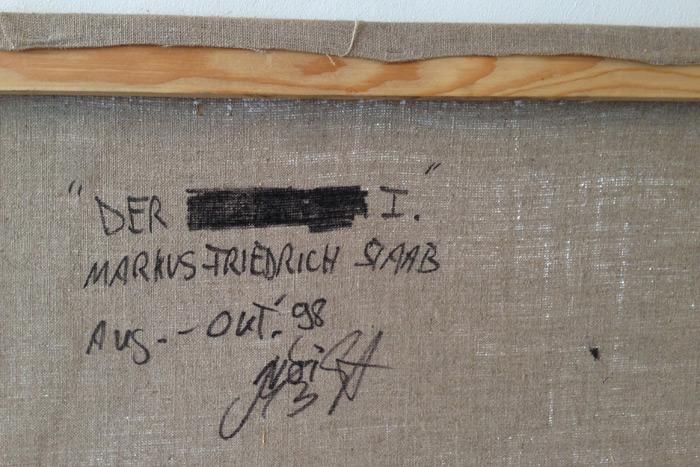 "DER I."
MARKUS FRIEDRICH STAAB
AUG. - OKT. '98